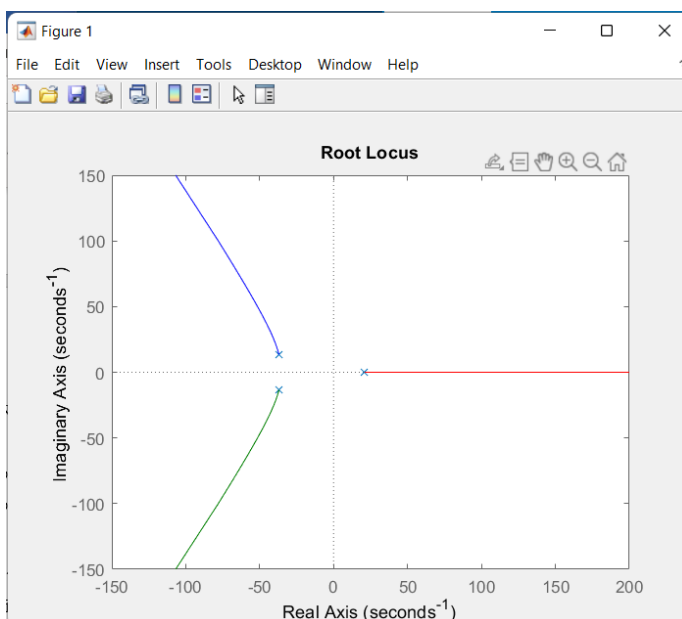 Figure 1
File Edit View Insert Tools Desktop Window Help
Root Locus
150
100
50
0
-50
-100
-150
Imaginary Axis (seconds⁻¹)
-150 -100 -50 0 50 100 150 200
Real Axis (seconds⁻¹)